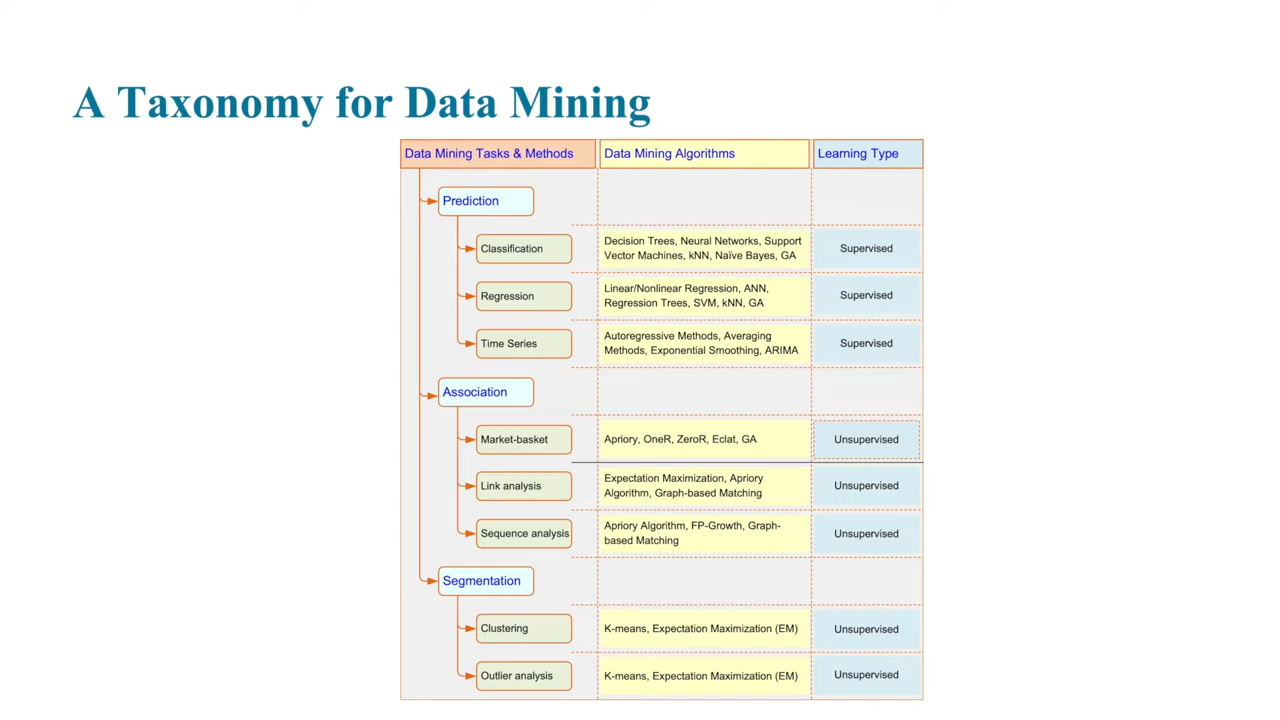 A Taxonomy for Data Mining
Data Mining Tasks & Methods
Data Mining Algorithms
Learning Type
Prediction
Classification
Decision Trees, Neural Networks, Support
Vector Machines, kNN, Naïve Bayes, GA
Supervised
Regression
Linear/Nonlinear Regression, ANN,
Regression Trees, SVM, kNN, GA
Supervised
Time Series
Autoregressive Methods, Averaging
Methods, Exponential Smoothing, ARIMA
Supervised
Association
Market-basket
Apriory, OneR, ZeroR, Eclat, GA
Unsupervised
Link analysis
Expectation Maximization, Apriory
Algorithm, Graph-based Matching
Unsupervised
Sequence analysis
Apriory Algorithm, FP-Growth, Graph-
based Matching
Unsupervised
Segmentation
Clustering
K-means, Expectation Maximization (EM)
Unsupervised
Outlier analysis
K-means, Expectation Maximization (EM)
Unsupervised